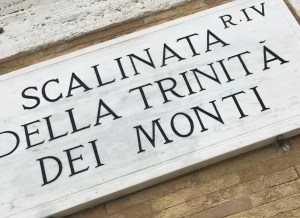 R. IV
SCALINATA
DELLA TRINITÀ
DEI MONTI